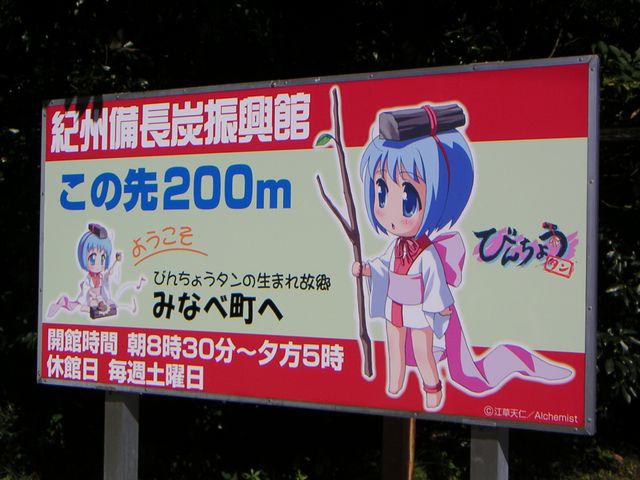 紀州備長炭振興館
この先200m
ようこそ
びんちょうタンの生まれ故郷
みなべ町へ
びんちょう
タン
開館時間 朝8時30分～夕方5時
休館日 毎週土曜日
©江草天仁／Alchemist